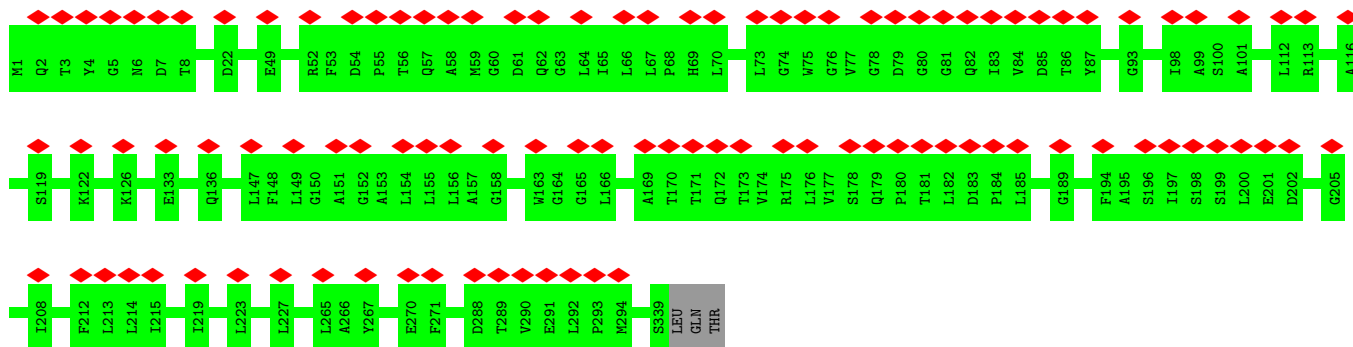 M1 Q2 T3 Y4 G5 N6 D7 T8 D22 E49 R52 F53 D54 P55 T56 Q57 A58 M59 G60 D61 Q62 G63 L64 I65 L66 L67 P68 H69 L70 L73 G74 W75 G76 V77 G78 D79 G80 G81 Q82 I83 V84 D85 T86 Y87 G93 I98 A99 S100 A101 L112 R113 A116
S119 K122 K126 E133 Q136 L147 F148 L149 G150 A151 G152 A153 L154 L155 L156 A157 G158 W163 G164 G165 L166 A169 T170 T171 Q172 T173 V174 R175 L176 V177 S178 Q179 P180 T181 L182 D183 P184 L185 G189 F194 A195 S196 I197 S198 S199 L200 E201 D202 G205
I208 F212 L213 L214 I215 I219 L223 L227 L265 A266 Y267 E270 F271 D288 T289 V290 E291 L292 P293 M294 S339 LEU GLN THR